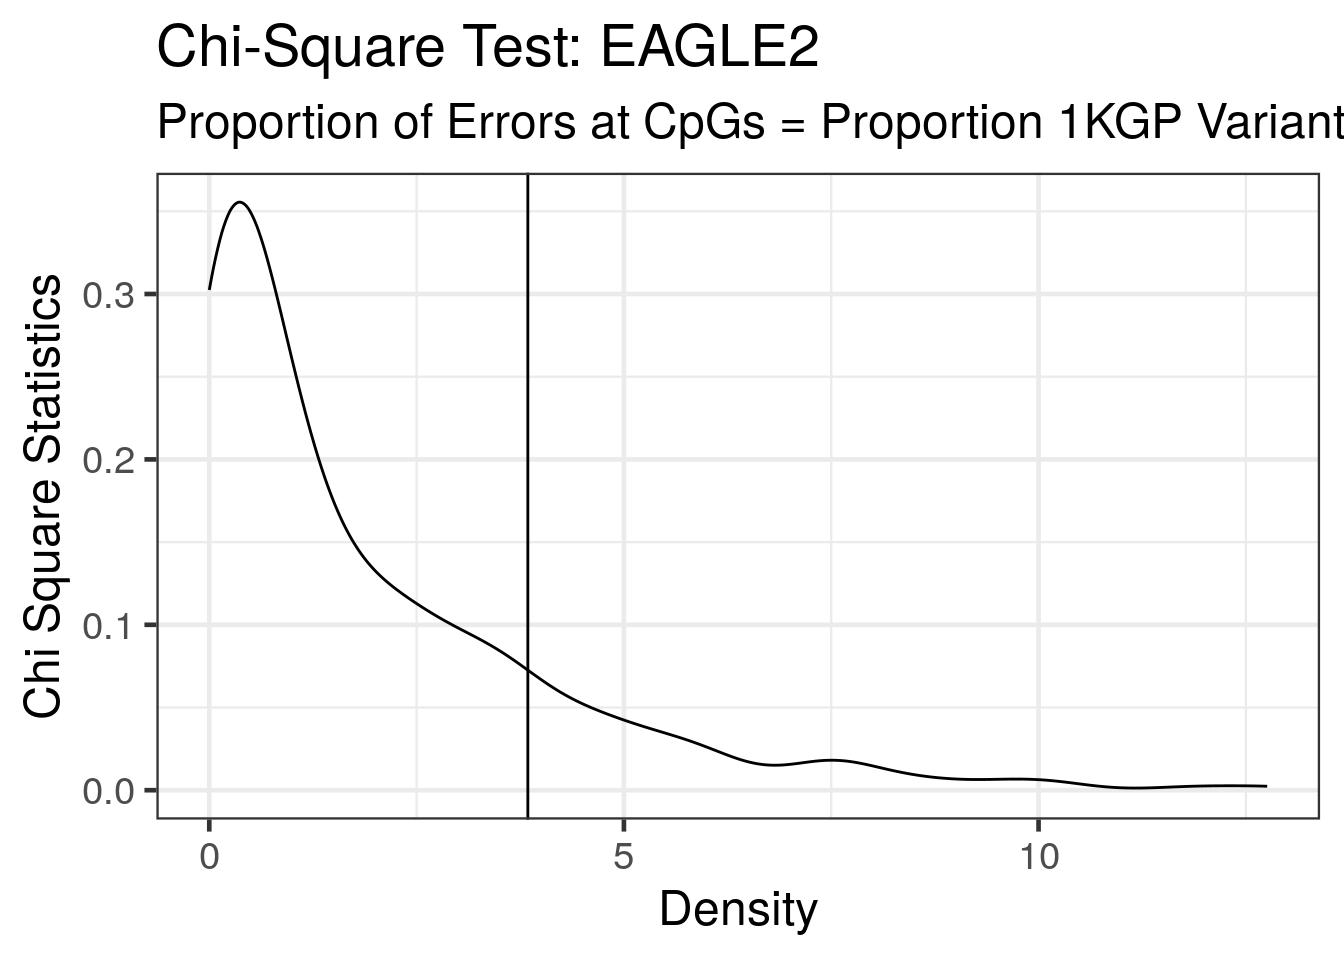 Chi-Square Test: EAGLE2
Proportion of Errors at CpGs = Proportion 1KGP Variant
Chi Square Statistics
0.3
0.2
0.1
0.0
0
5
10
Density